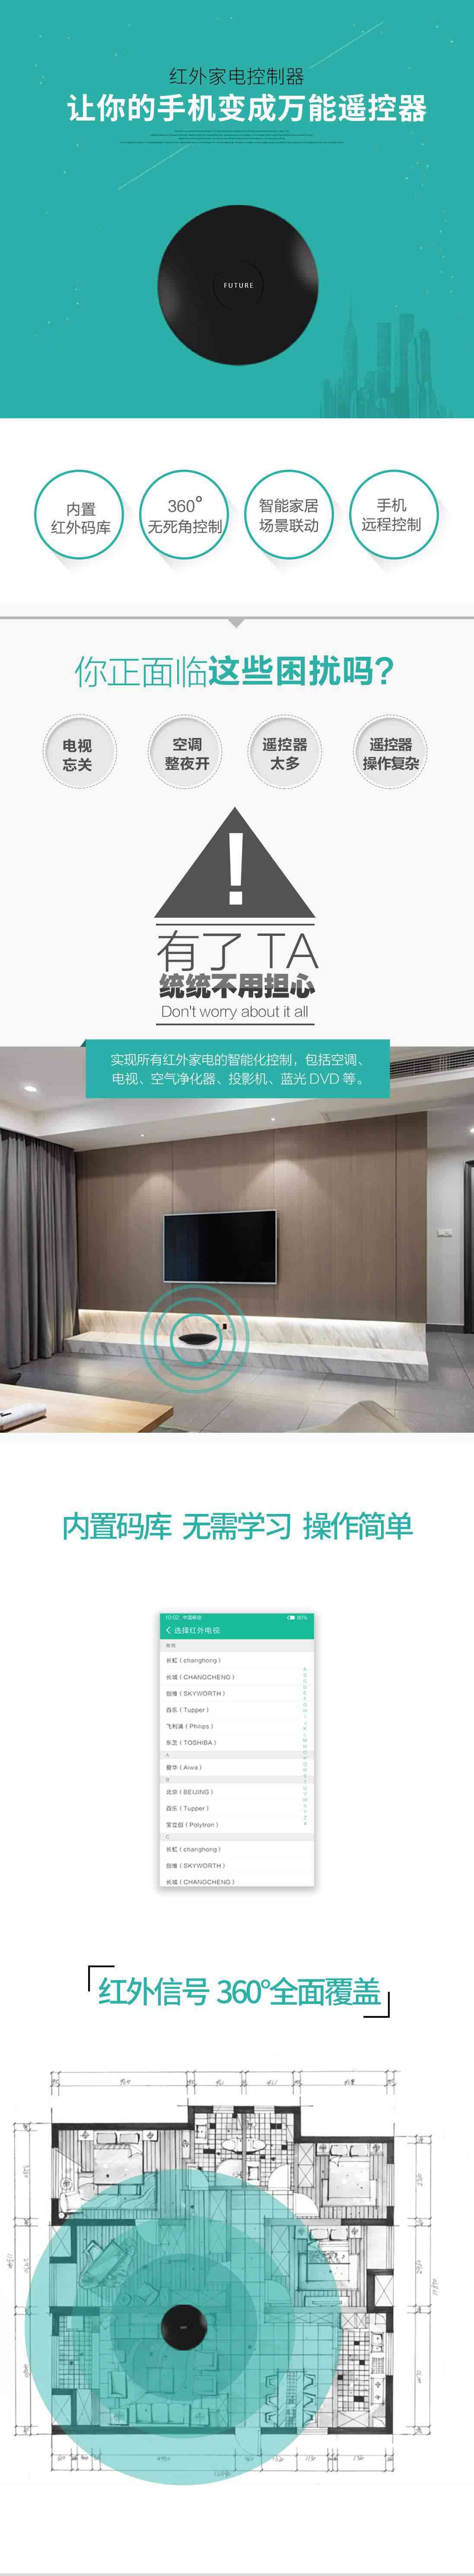 红外家电控制器
让你的手机变成万能遥控器
FUTURE
内置
红外码库
360°
无死角控制
智能家居
场景联动
手机
远程控制
你正面临这些困扰吗?
电视
忘关
空调
整夜开
遥控器
太多
遥控器
操作复杂
!
有了 TA
统统不用担心
Don't worry about it all
实现所有红外家电的智能化控制，包括空调、
电视、空气净化器、投影机、蓝光 DVD 等。
内置码库 无需学习 操作简单
10:02 中国移动 80%
选择红外电视
常用
长虹（changhong）
长城（CHANGCHENG）
创维（SKYWORTH）
百乐（Tupper）
飞利浦（Philips）
东芝（TOSHIBA）
A
爱华（Aiwa）
B
北京（BEIJING）
百乐（Tupper）
宝立创（Polytron）
C
长虹（changhong）
创维（SKYWORTH）
长城（CHANGCHENG）
红外信号 360°全面覆盖